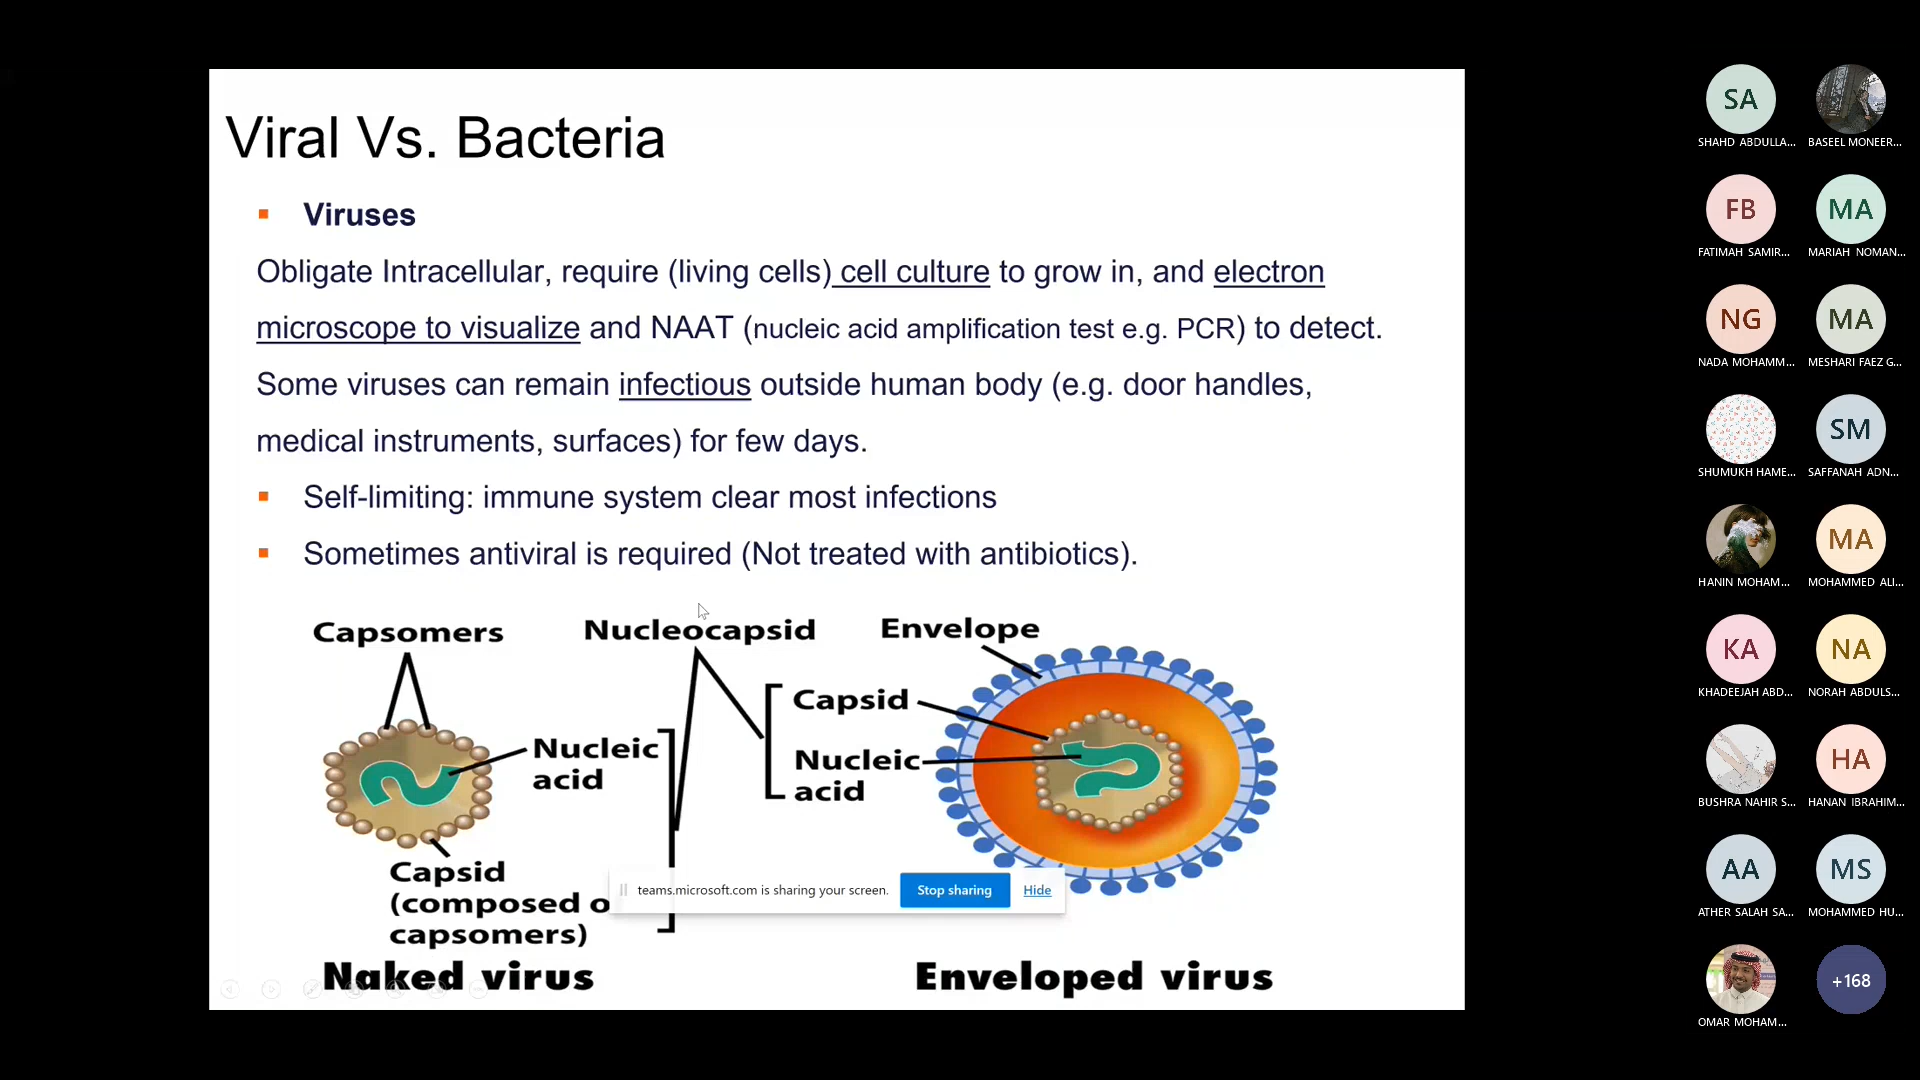 Viral Vs. Bacteria
▪ Viruses
Obligate Intracellular, require (living cells) cell culture to grow in, and electron
microscope to visualize and NAAT (nucleic acid amplification test e.g. PCR) to detect.
Some viruses can remain infectious outside human body (e.g. door handles,
medical instruments, surfaces) for few days.
▪ Self-limiting: immune system clear most infections
▪ Sometimes antiviral is required (Not treated with antibiotics).
Capsomers
Nucleocapsid
Envelope
Capsid
Nucleic
acid
Nucleic
acid
Capsid
(composed o
capsomers)
teams.microsoft.com is sharing your screen.
Stop sharing
Hide
Naked virus
Enveloped virus
SA
SHAHD ABDULLA...
BASEEL MONEER...
FB
FATIMAH SAMIR...
MA
MARIAH NOMAN...
NG
NADA MOHAMM...
MA
MESHARI FAEZ G...
SHUMUKH HAME...
SM
SAFFANAH ADN...
HANIN MOHAM...
MA
MOHAMMED ALI...
KA
KHADEEJAH ABD...
NA
NORAH ABDULS...
BUSHRA NAHIR S...
HA
HANAN IBRAHIM...
AA
ATHER SALAH SA...
MS
MOHAMMED HU...
OMAR MOHAM...
+168